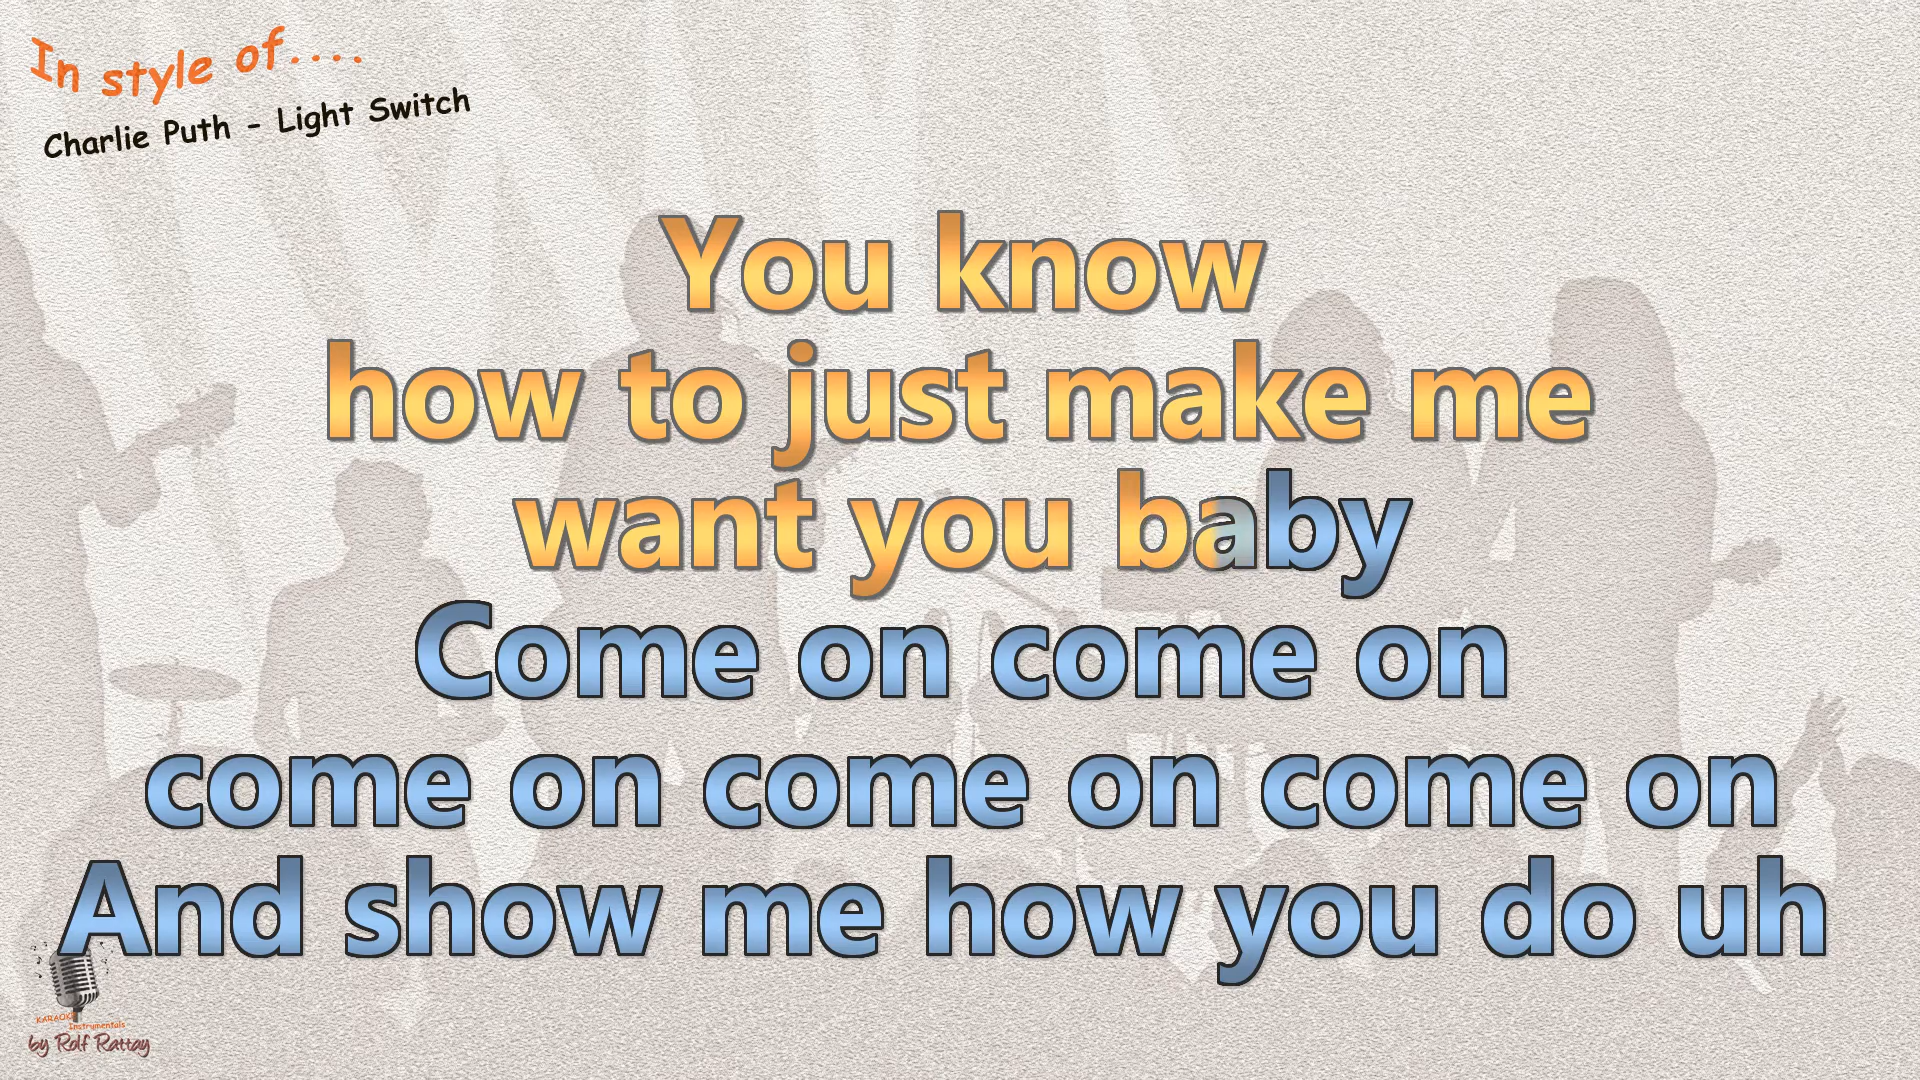 In style of....
Charlie Puth - Light Switch
You know
how to just make me
want you baby
Come on come on
come on come on come on
And show me how you do uh
KARAOKE
Instrumentals
by Rolf Rattay